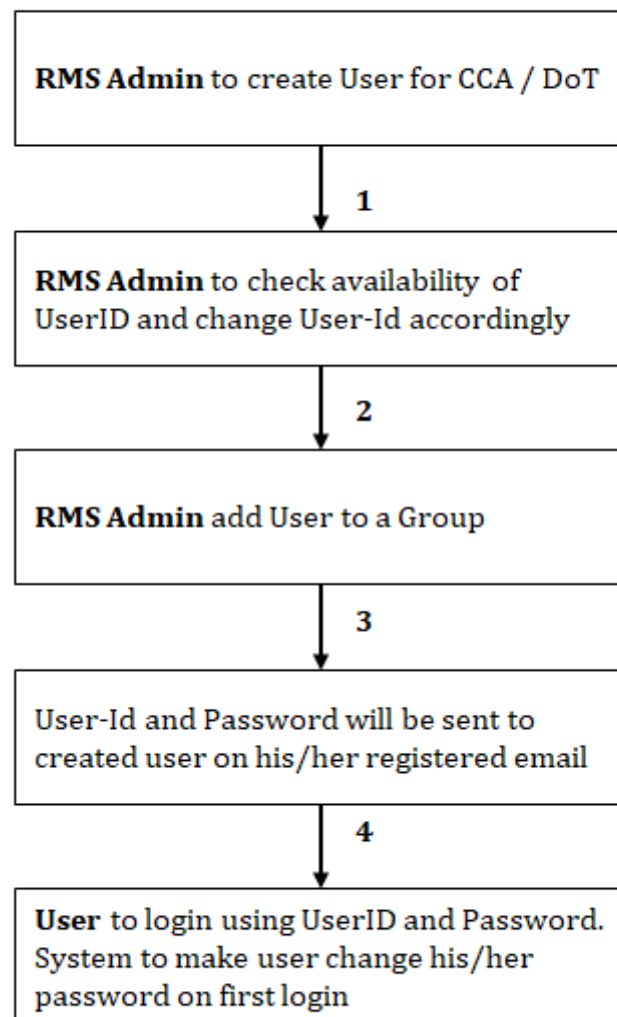 RMS Admin to create User for CCA / DoT
1
RMS Admin to check availability of
UserID and change User-Id accordingly
2
RMS Admin add User to a Group
3
User-Id and Password will be sent to
created user on his/her registered email
4
User to login using UserID and Password.
System to make user change his/her
password on first login